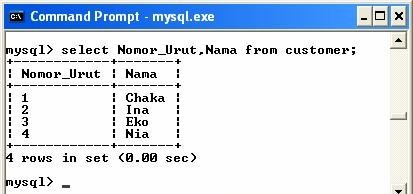 Command Prompt - mysql.exe
mysql> select Nomor_Urut,Nama from customer;
+------------+-------+
| Nomor_Urut | Nama  |
+------------+-------+
| 1          | Chaka |
| 2          | Ina   |
| 3          | Eko   |
| 4          | Nia   |
+------------+-------+
4 rows in set (0.00 sec)
mysql> _